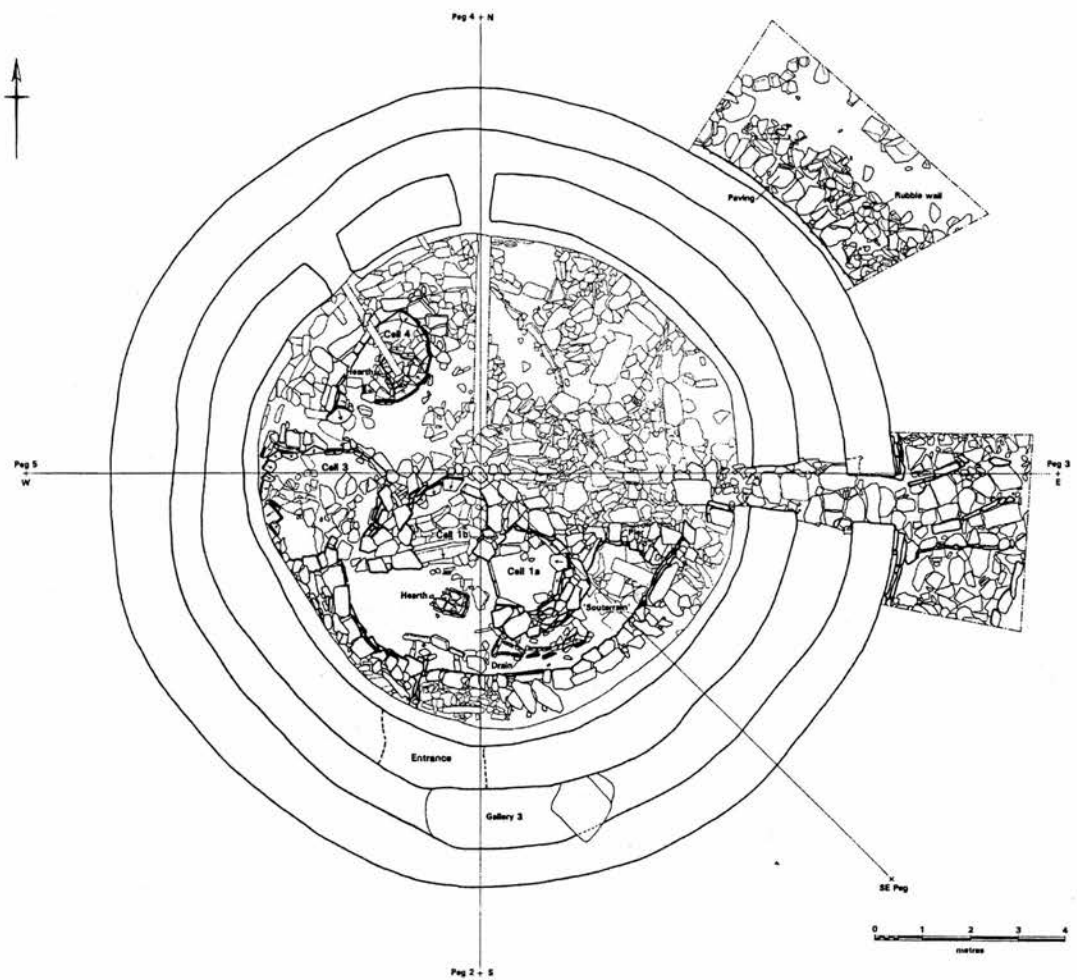 Peg 4 N
Paving
Rubble wall
Cell 4
Hearth
Peg 5
W
Cell 3
?
Peg 3
E
Cell 1b
Cell 1a
Hearth
'Souterrain'
Drain
Entrance
Gallery 3
SE Peg
0 1 2 3 4
metres
Peg 2 S